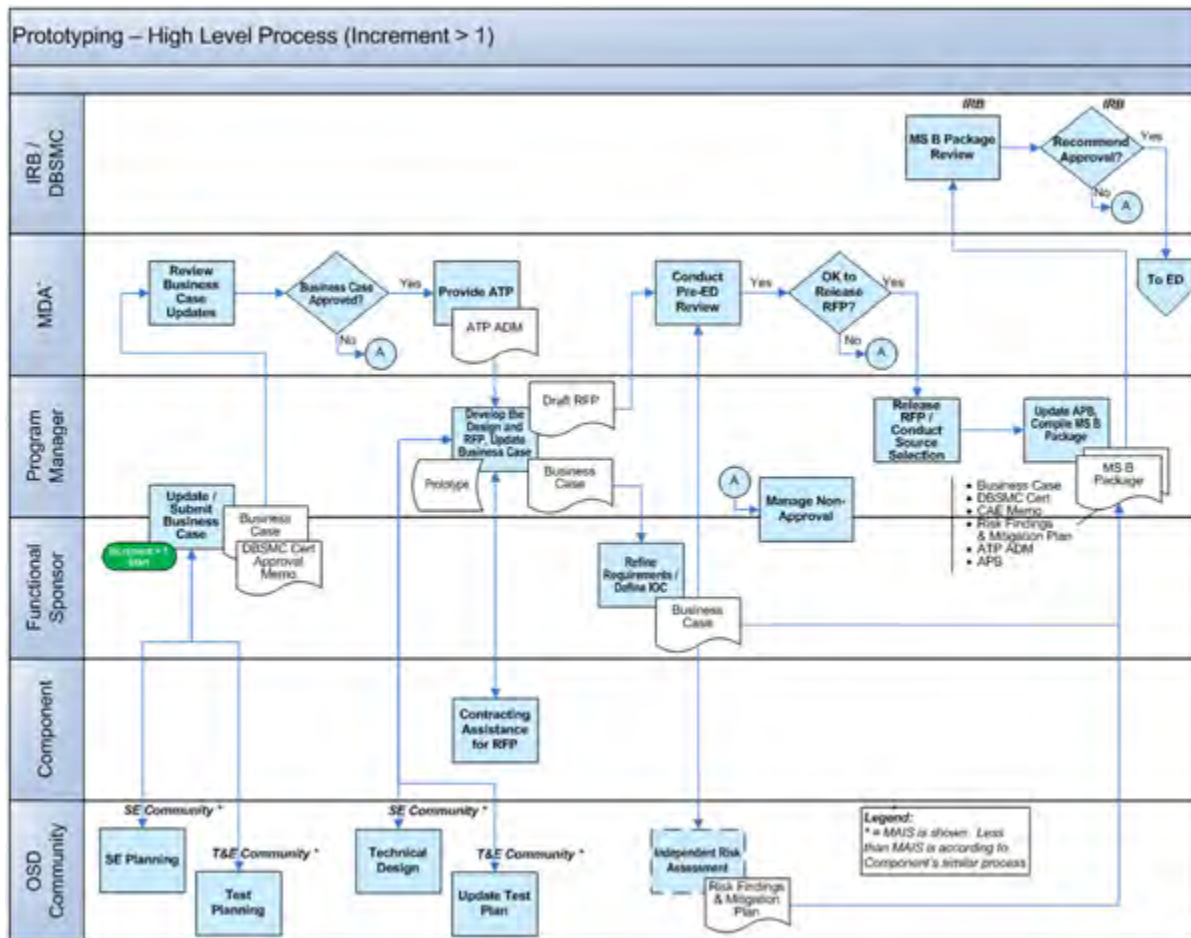 Prototyping – High Level Process (Increment > 1)
IRB /
DBSMC
IRB
MS B Package
Review
IRB
Recommend
Approval?
Yes
No
A
MDA*
Review
Business
Case
Updates
Business Case
Approved?
Yes
No
A
Provide ATP
ATP ADM
Conduct
Pre-ED
Review
Yes
OK to
Release
RFP?
Yes
No
A
To ED
Program
Manager
Develop the
Design and
RFP, Update
Business Case
Draft RFP
Prototype
Business
Case
A
Manage Non-
Approval
Release
RFP /
Conduct
Source
Selection
Update APB,
Compile MS B
Package
MS B
Package
• Business Case
• DBSMC Cert
• CAE Memo
• Risk Findings
& Mitigation Plan
• ATP ADM
• APB
Functional
Sponsor
Update /
Submit
Business
Case
Increment > 1
start
Business
Case
DBSMC Cert
Approval
Memo
Refine
Requirements /
Define IOC
Business
Case
Component
Contracting
Assistance
for RFP
OSD
Community
SE Community *
SE Planning
T&E Community *
Test
Planning
SE Community *
Technical
Design
T&E Community *
Update Test
Plan
Independent Risk
Assessment
Risk Findings
& Mitigation
Plan
Legend:
* = MAIS is shown. Less
than MAIS is according to
Component's similar process